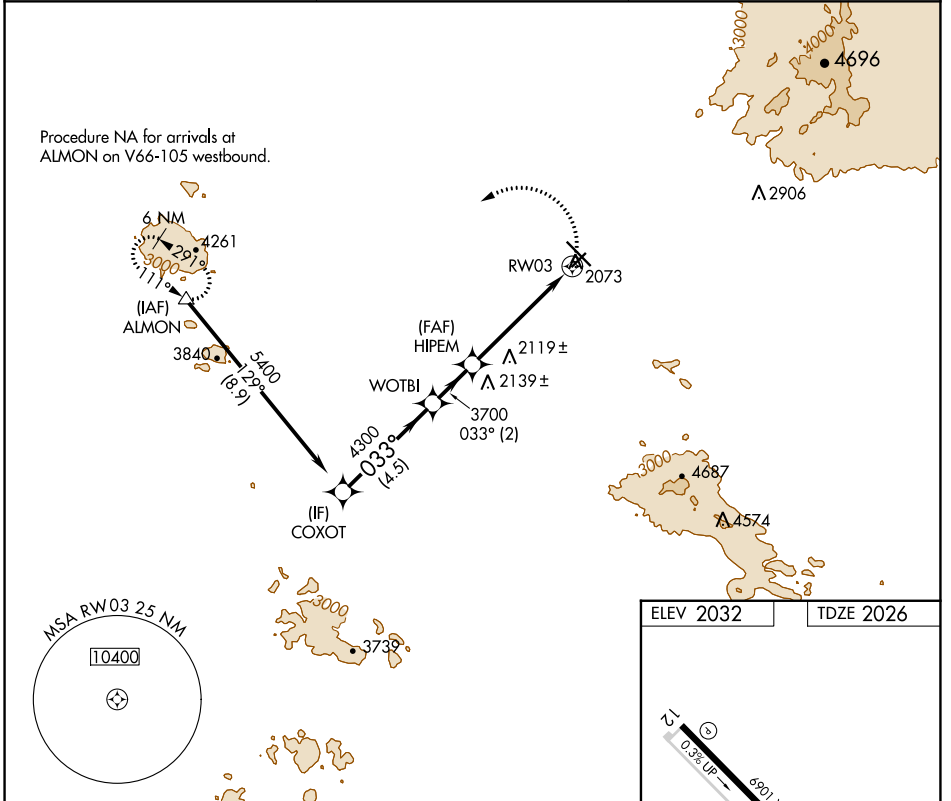 3000
4000
4696
Procedure NA for arrivals at
ALMON on V66-105 westbound.
2906
6 NM
4261
291°
3000
111°
RW03
2073
(IAF)
ALMON
(FAF)
HIPEM
2119±
3840
5400
129°
(8.9)
WOTBI
2139±
3700
033° (2)
4300
033°
(4.5)
3000
4687
(IF)
COXOT
4574
3000
3739
MSA RW03 25 NM
10400
ELEV 2032
TDZE 2026
12
P
0.3% UP
6901